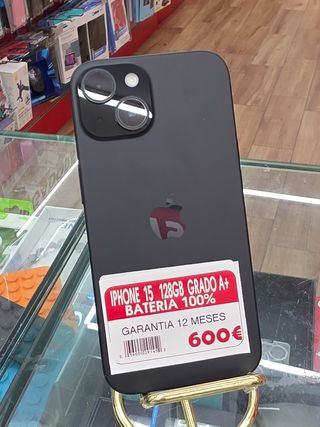 IPHONE 15 128GB GRADO A+
BATERIA 100%
GARANTIA 12 MESES
600€